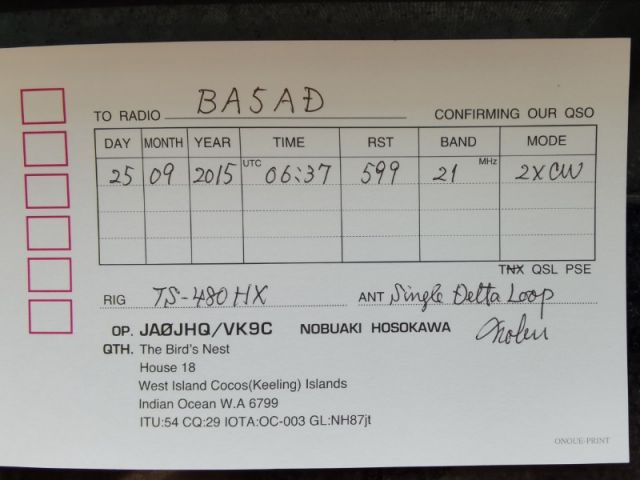 TO RADIO BA5AD CONFIRMING OUR QSO
DAY MONTH YEAR TIME RST BAND MODE
25 09 2015 UTC 06:37 599 21 MHz 2XCW
TNX QSL PSE
RIG TS-480HX ANT Single Delta Loop
OP. JAØJHQ/VK9C NOBUAKI HOSOKAWA
QTH. The Bird's Nest
House 18
West Island Cocos(Keeling) Islands
Indian Ocean W.A 6799
ITU:54 CQ:29 IOTA:OC-003 GL:NH87jt
ONOUE-PRINT